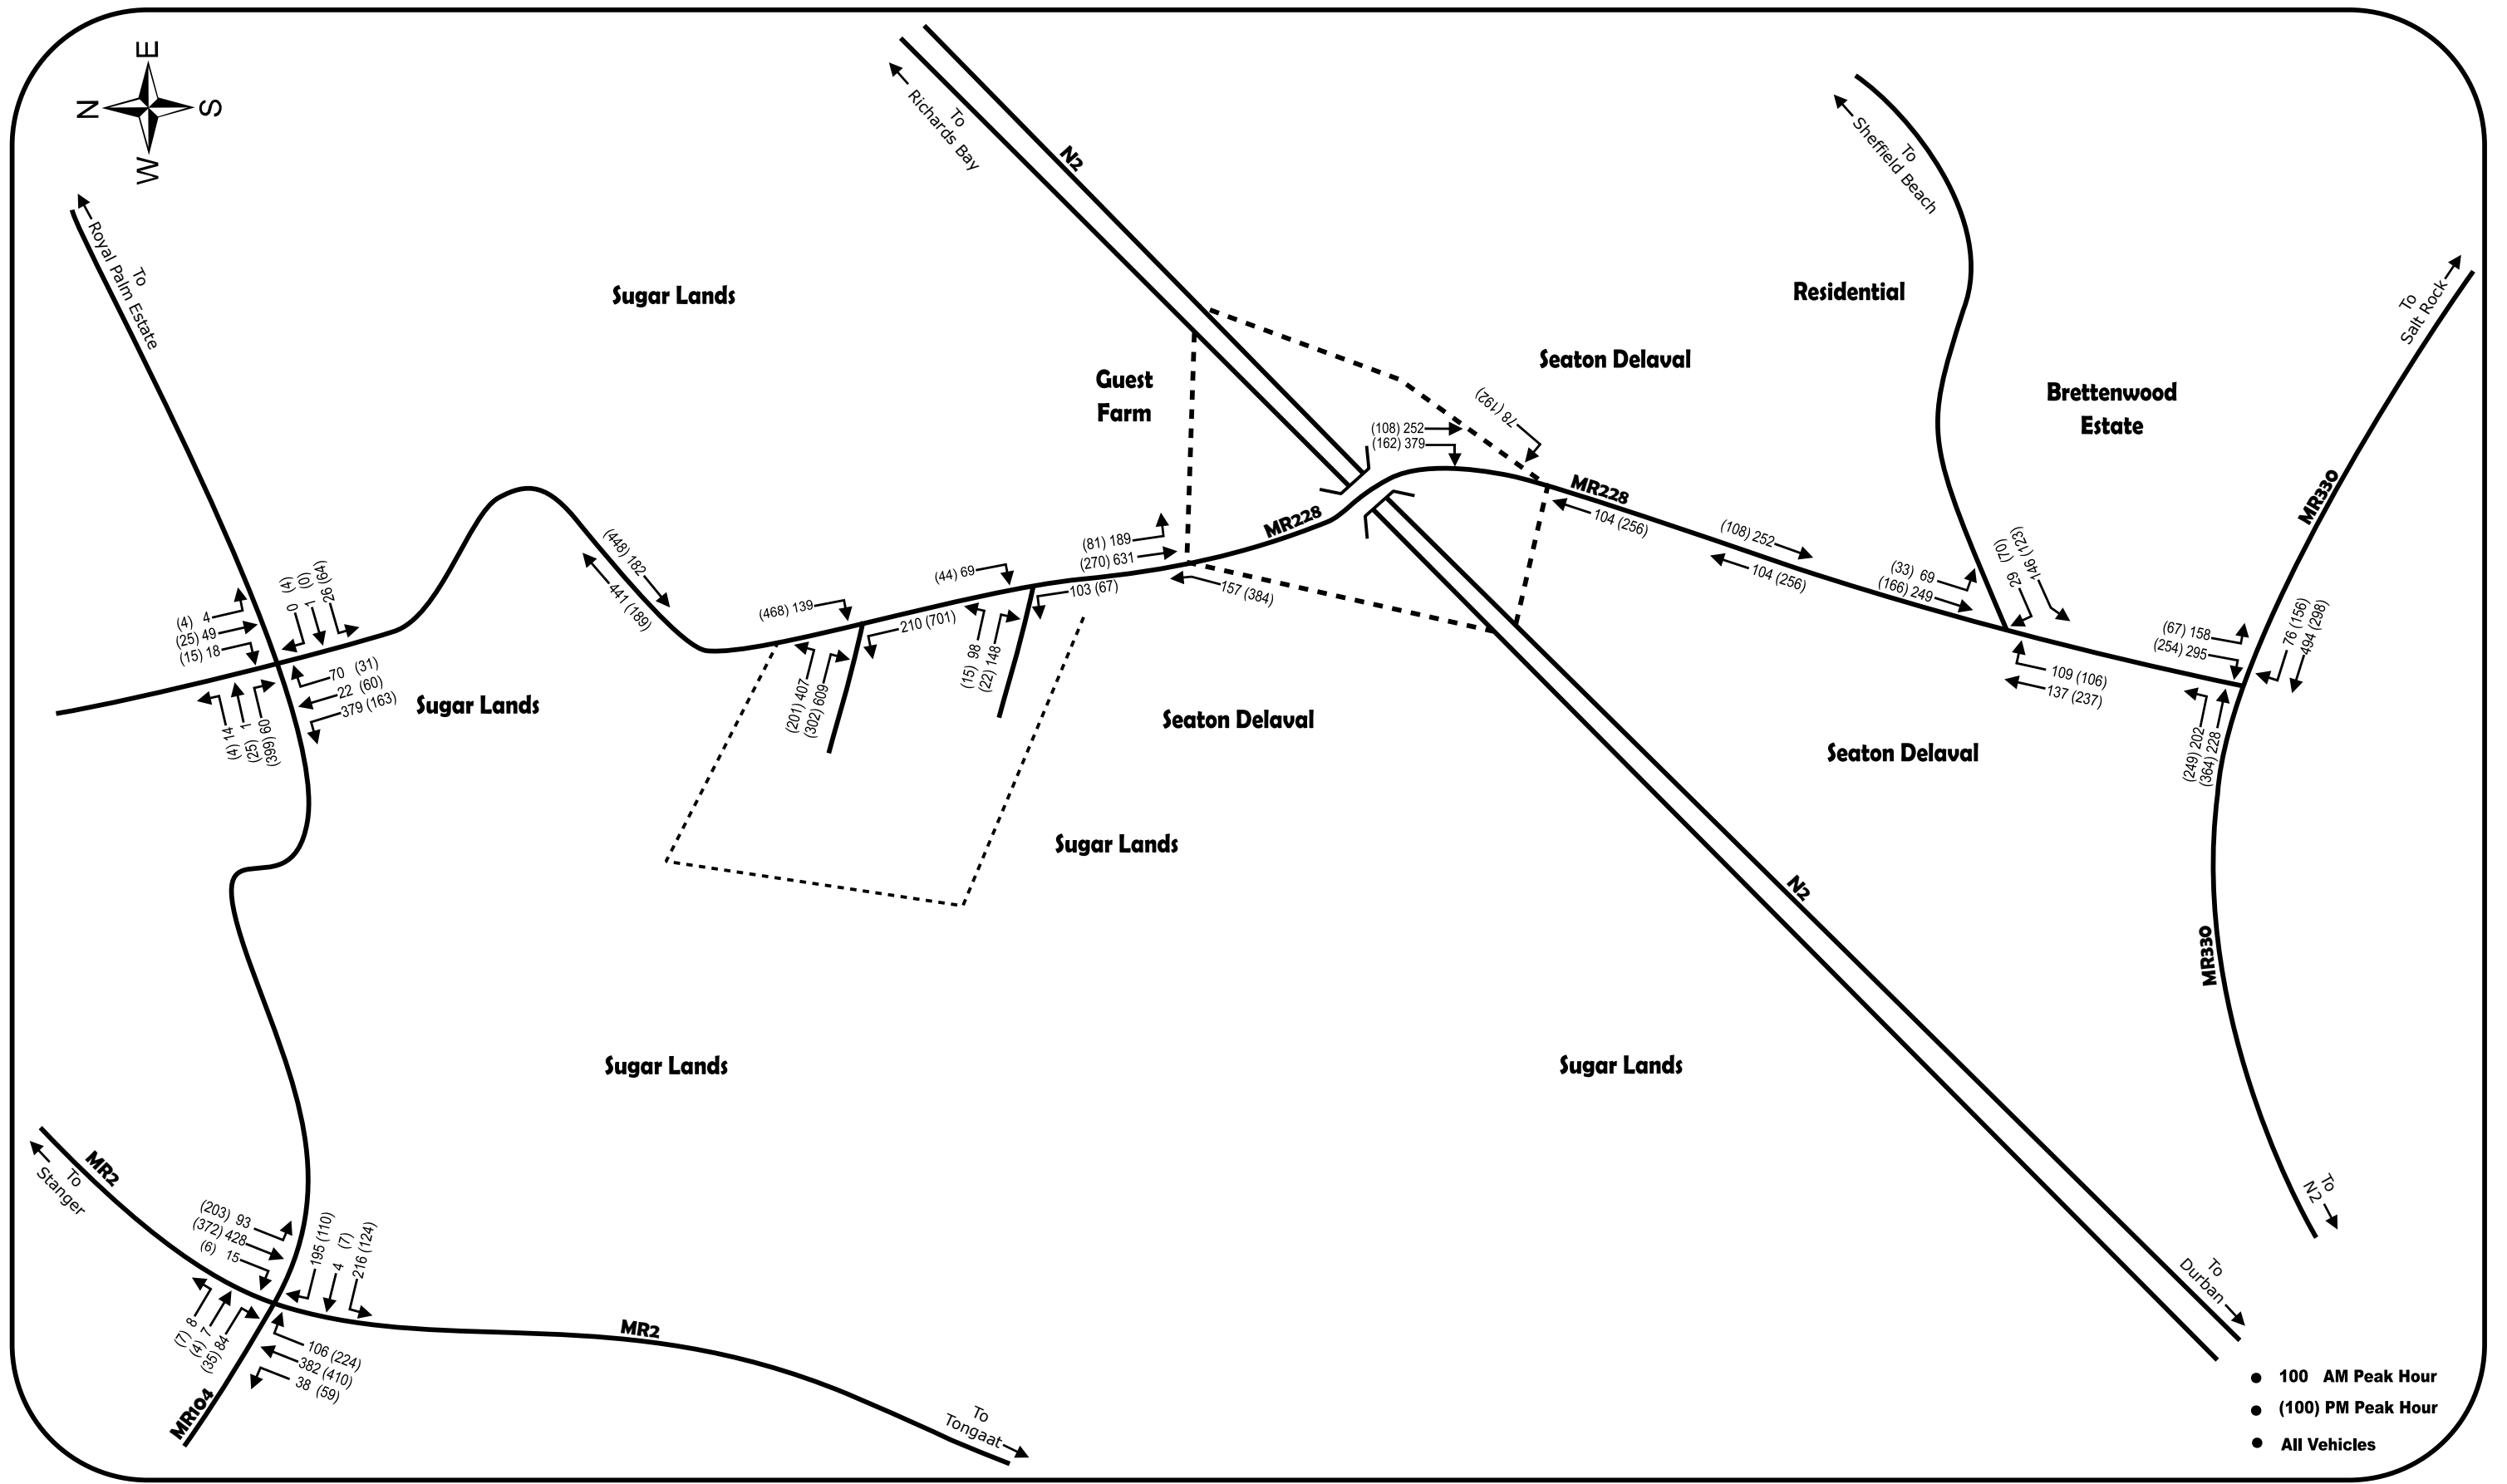 E
N
S
W
To
Richards Bay
N2
To
Sheffield Beach
To
Royal Palm Estate
Sugar Lands
Residential
To
Salt Rock
Seaton Delaval
Guest
Farm
Brettenwood
Estate
78 (192)
(108) 252
(162) 379
MR228
104 (256)
(108) 252
104 (256)
MR330
MR228
(81) 189
(270) 631
157 (384)
(448) 182
441 (189)
(44) 69
103 (67)
(468) 139
210 (701)
(15) 98
(22) 148
(201) 407
(302) 609
(4) 4
(25) 49
(15) 18
0 (4)
1 (0)
26 (64)
70 (31)
22 (60)
379 (163)
(4) 14
(25) 1
(399) 60
(33) 69
(166) 249
29 (70)
146 (123)
109 (106)
137 (237)
(67) 158
(254) 295
76 (156)
494 (298)
(249) 202
(364) 228
Sugar Lands
Seaton Delaval
Seaton Delaval
Sugar Lands
N2
MR330
Sugar Lands
Sugar Lands
MR2
To
Stanger
(203) 93
(372) 428
(6) 15
195 (110)
4 (7)
216 (124)
(7) 8
(4) 7
(35) 84
106 (224)
382 (410)
38 (59)
MR2
MR104
To
Tongaat
To
N2
To
Durban
100 AM Peak Hour
(100) PM Peak Hour
All Vehicles